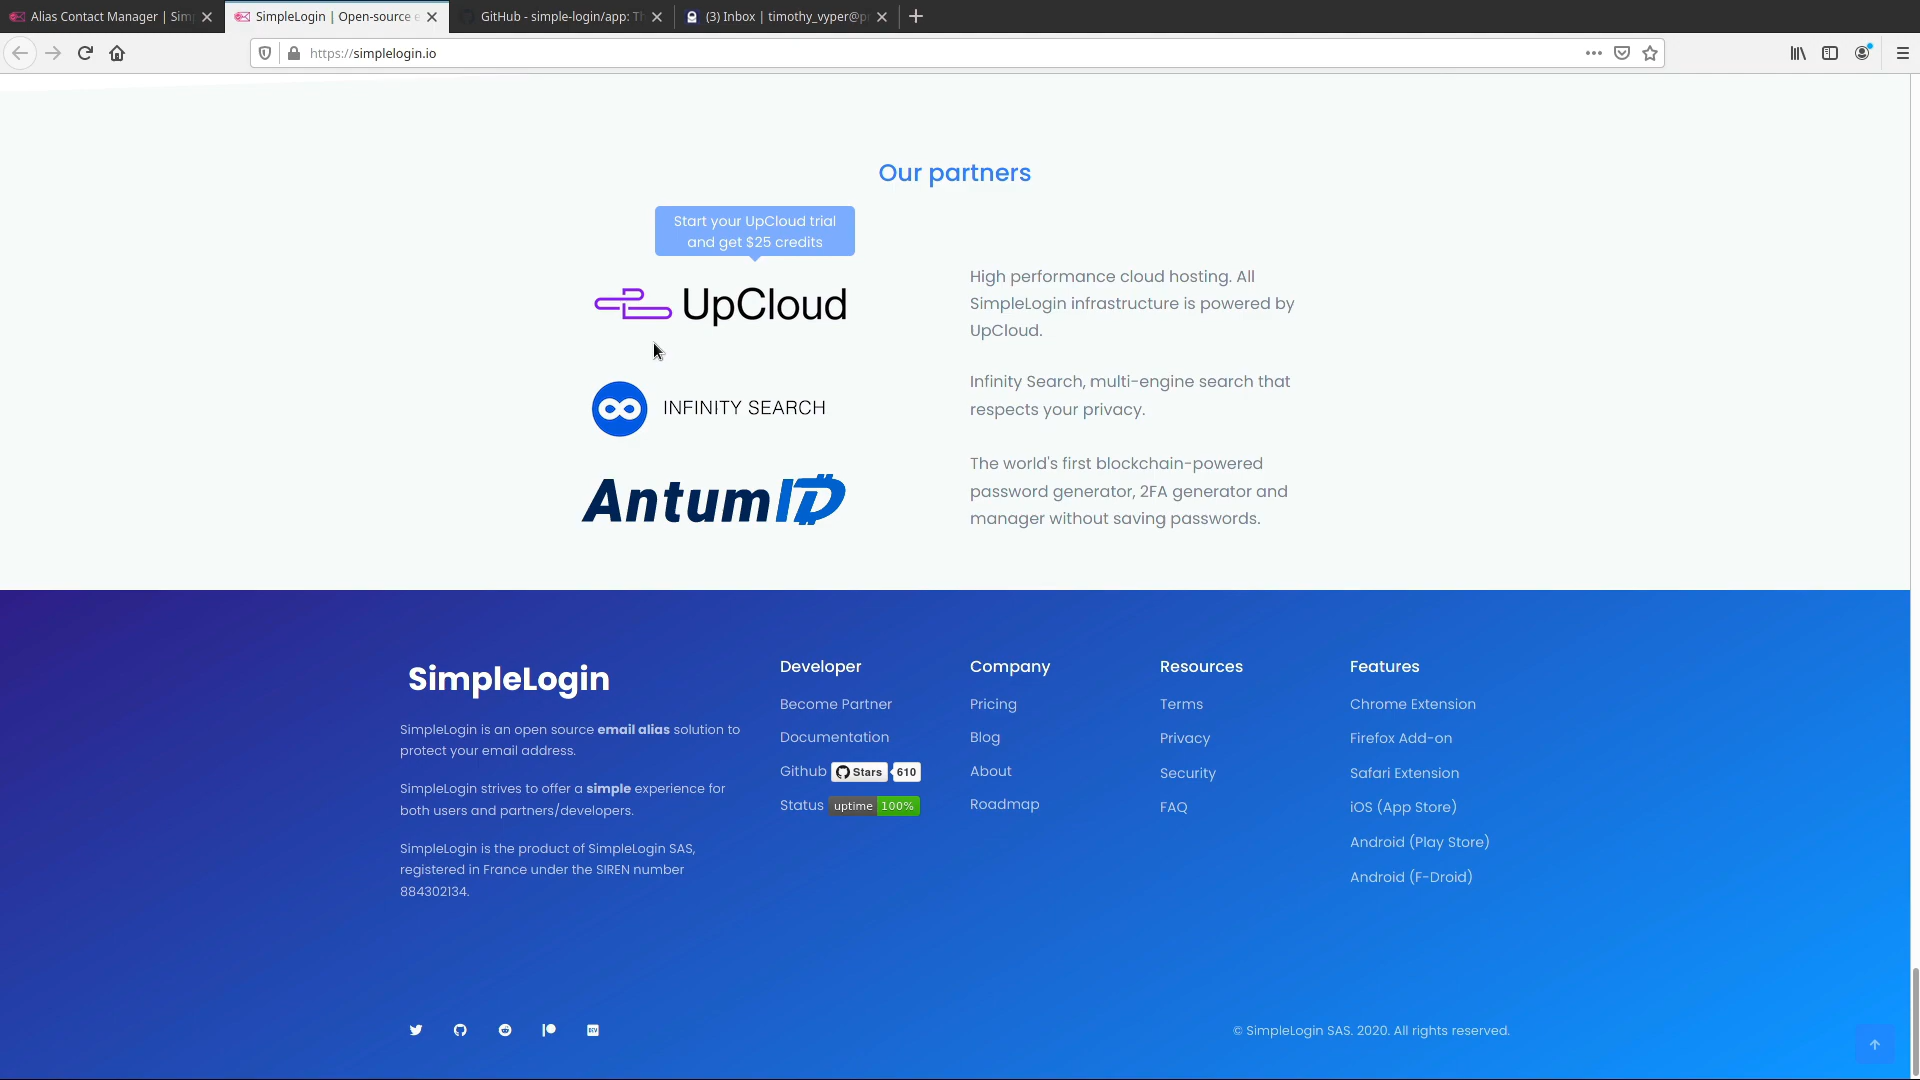 Alias Contact Manager | Sim
SimpleLogin | Open-source e
GitHub - simple-login/app: Th
(3) Inbox | timothy_vyper@pr
https://simplelogin.io
Our partners
Start your UpCloud trial
and get $25 credits
UpCloud
High performance cloud hosting. All
SimpleLogin infrastructure is powered by
UpCloud.
INFINITY SEARCH
Infinity Search, multi-engine search that
respects your privacy.
AntumID
The world's first blockchain-powered
password generator, 2FA generator and
manager without saving passwords.
SimpleLogin
SimpleLogin is an open source email alias solution to
protect your email address.
SimpleLogin strives to offer a simple experience for
both users and partners/developers.
SimpleLogin is the product of SimpleLogin SAS,
registered in France under the SIREN number
884302134.
Developer
Become Partner
Documentation
Github Stars 610
Status uptime 100%
Company
Pricing
Blog
About
Roadmap
Resources
Terms
Privacy
Security
FAQ
Features
Chrome Extension
Firefox Add-on
Safari Extension
iOS (App Store)
Android (Play Store)
Android (F-Droid)
DEV
© SimpleLogin SAS. 2020. All rights reserved.